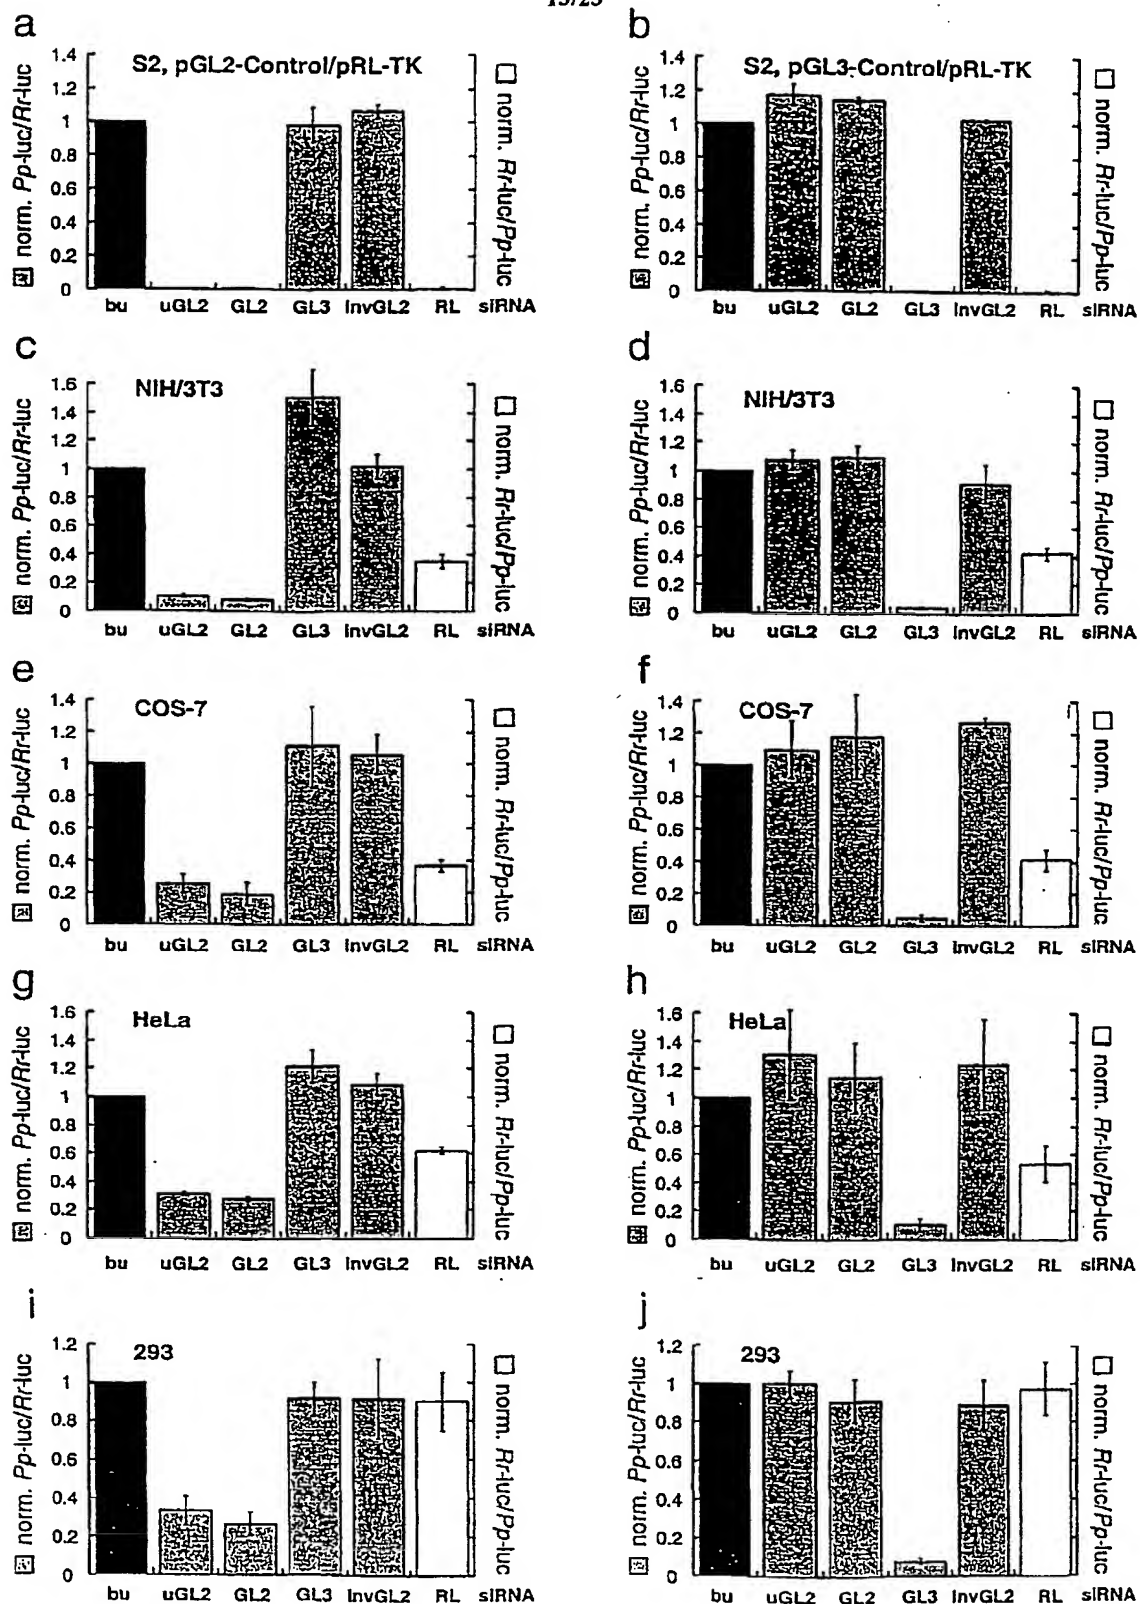 15/23
a
1.4
1.2
1
0.8
0.6
0.4
0.2
0
S2, pGL2-Control/pRL-TK
norm. Pp-luc/Rr-luc
norm. Rr-luc/Pp-luc
bu uGL2 GL2 GL3 invGL2 RL siRNA
b
1.4
1.2
1
0.8
0.6
0.4
0.2
0
S2, pGL3-Control/pRL-TK
norm. Pp-luc/Rr-luc
norm. Rr-luc/Pp-luc
bu uGL2 GL2 GL3 invGL2 RL siRNA
c
1.6
1.4
1.2
1
0.8
0.6
0.4
0.2
0
NIH/3T3
norm. Pp-luc/Rr-luc
norm. Rr-luc/Pp-luc
bu uGL2 GL2 GL3 invGL2 RL siRNA
d
1.6
1.4
1.2
1
0.8
0.6
0.4
0.2
0
NIH/3T3
norm. Pp-luc/Rr-luc
norm. Rr-luc/Pp-luc
bu uGL2 GL2 GL3 invGL2 RL siRNA
e
1.4
1.2
1
0.8
0.6
0.4
0.2
0
COS-7
norm. Pp-luc/Rr-luc
norm. Rr-luc/Pp-luc
bu uGL2 GL2 GL3 invGL2 RL siRNA
f
1.4
1.2
1
0.8
0.6
0.4
0.2
0
COS-7
norm. Pp-luc/Rr-luc
norm. Rr-luc/Pp-luc
bu uGL2 GL2 GL3 invGL2 RL siRNA
g
1.6
1.4
1.2
1
0.8
0.6
0.4
0.2
0
HeLa
norm. Pp-luc/Rr-luc
norm. Rr-luc/Pp-luc
bu uGL2 GL2 GL3 invGL2 RL siRNA
h
1.6
1.4
1.2
1
0.8
0.6
0.4
0.2
0
HeLa
norm. Pp-luc/Rr-luc
norm. Rr-luc/Pp-luc
bu uGL2 GL2 GL3 invGL2 RL siRNA
i
1.2
1
0.8
0.6
0.4
0.2
0
293
norm. Pp-luc/Rr-luc
norm. Rr-luc/Pp-luc
bu uGL2 GL2 GL3 invGL2 RL siRNA
j
1.2
1
0.8
0.6
0.4
0.2
0
293
norm. Pp-luc/Rr-luc
norm. Rr-luc/Pp-luc
bu uGL2 GL2 GL3 invGL2 RL siRNA